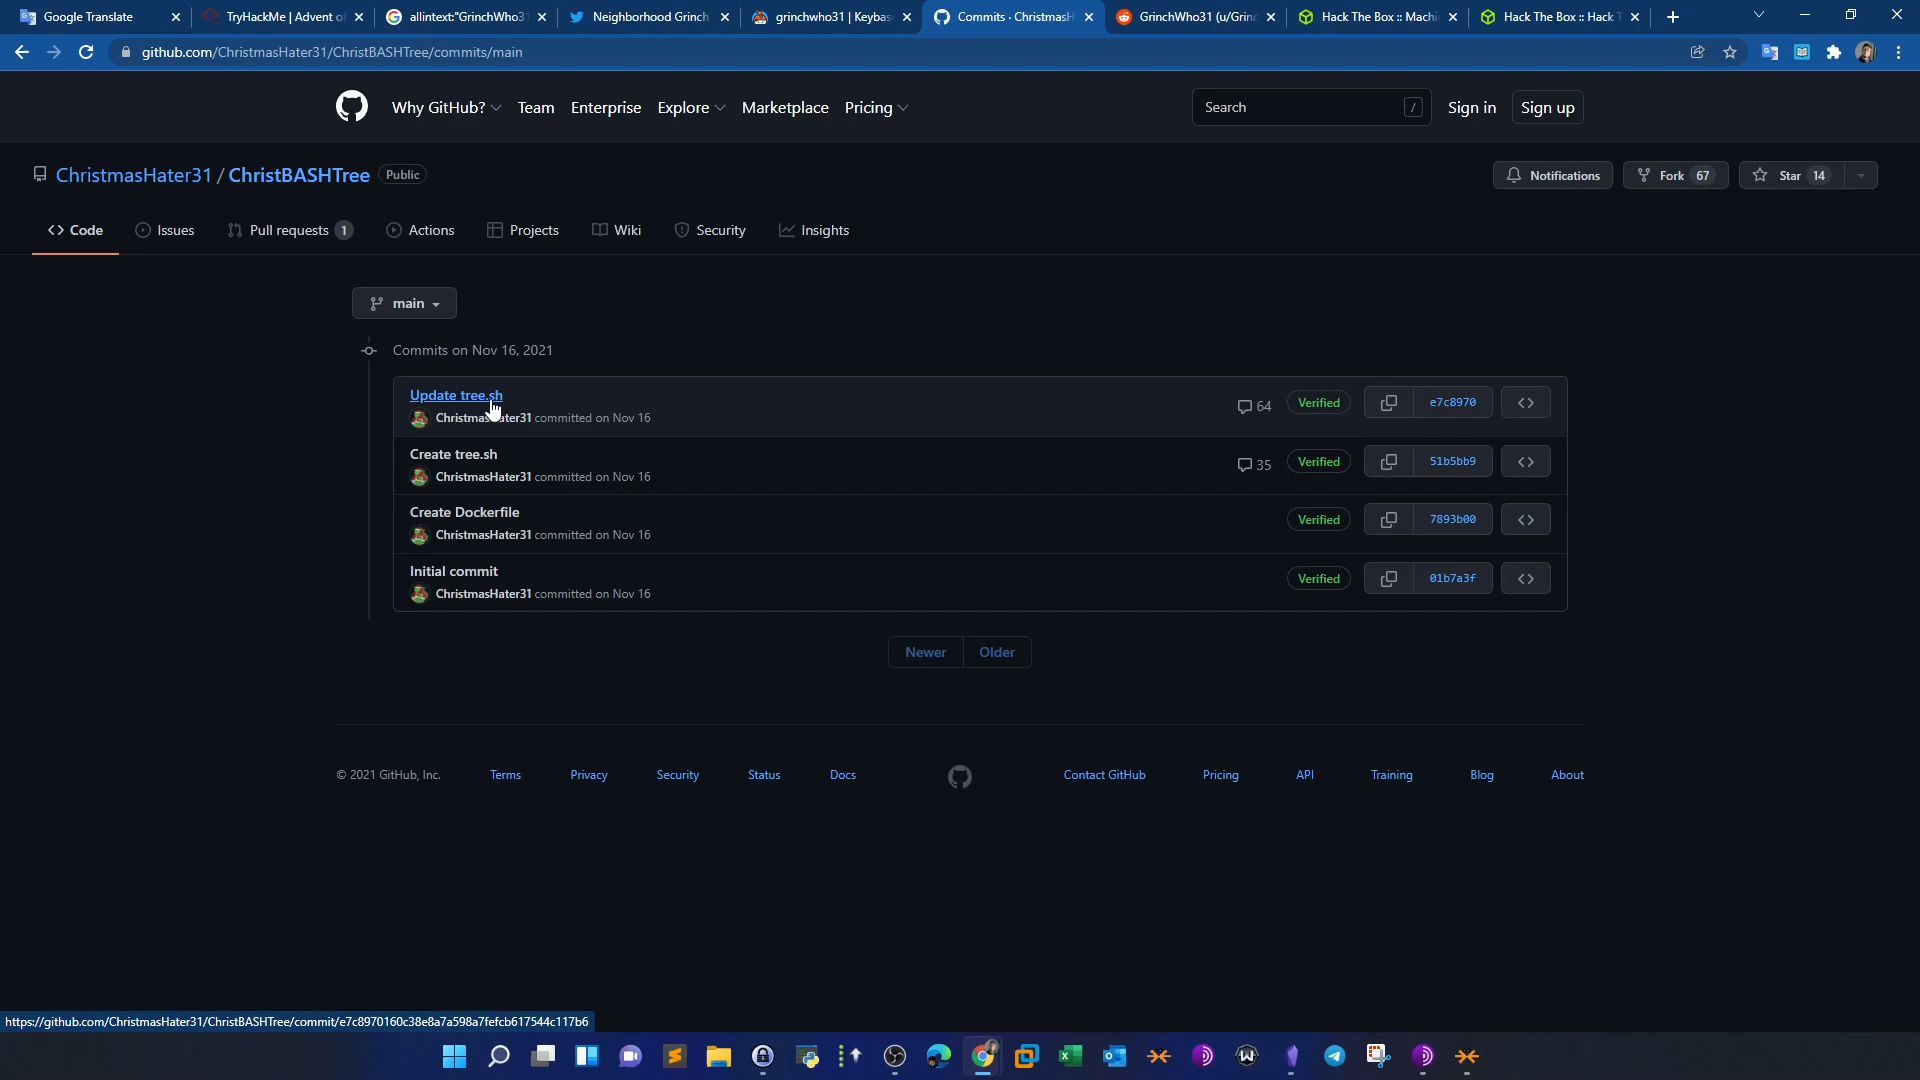 Google Translate
TryHackMe | Advent o
allintext:"GrinchWho31
Neighborhood Grinch
grinchwho31 | Keybas
Commits · ChristmasH
GrinchWho31 (u/Grinc
Hack The Box :: Machi
Hack The Box :: Hack T
github.com/ChristmasHater31/ChristBASHTree/commits/main
Why GitHub? Team Enterprise Explore Marketplace Pricing
Search /
Sign in
Sign up
ChristmasHater31 / ChristBASHTree Public
Notifications
Fork 67
Star 14
<> Code Issues Pull requests 1 Actions Projects Wiki Security Insights
main
Commits on Nov 16, 2021
Update tree.sh
64 Verified e7c8970 <>
ChristmasHater31 committed on Nov 16
Create tree.sh
35 Verified 51b5bb9 <>
ChristmasHater31 committed on Nov 16
Create Dockerfile
Verified 7893b00 <>
ChristmasHater31 committed on Nov 16
Initial commit
Verified 01b7a3f <>
ChristmasHater31 committed on Nov 16
Newer Older
© 2021 GitHub, Inc. Terms Privacy Security Status Docs Contact GitHub Pricing API Training Blog About
https://github.com/ChristmasHater31/ChristBASHTree/commit/e7c8970160c38e8a7a598a7fefcb617544c117b6